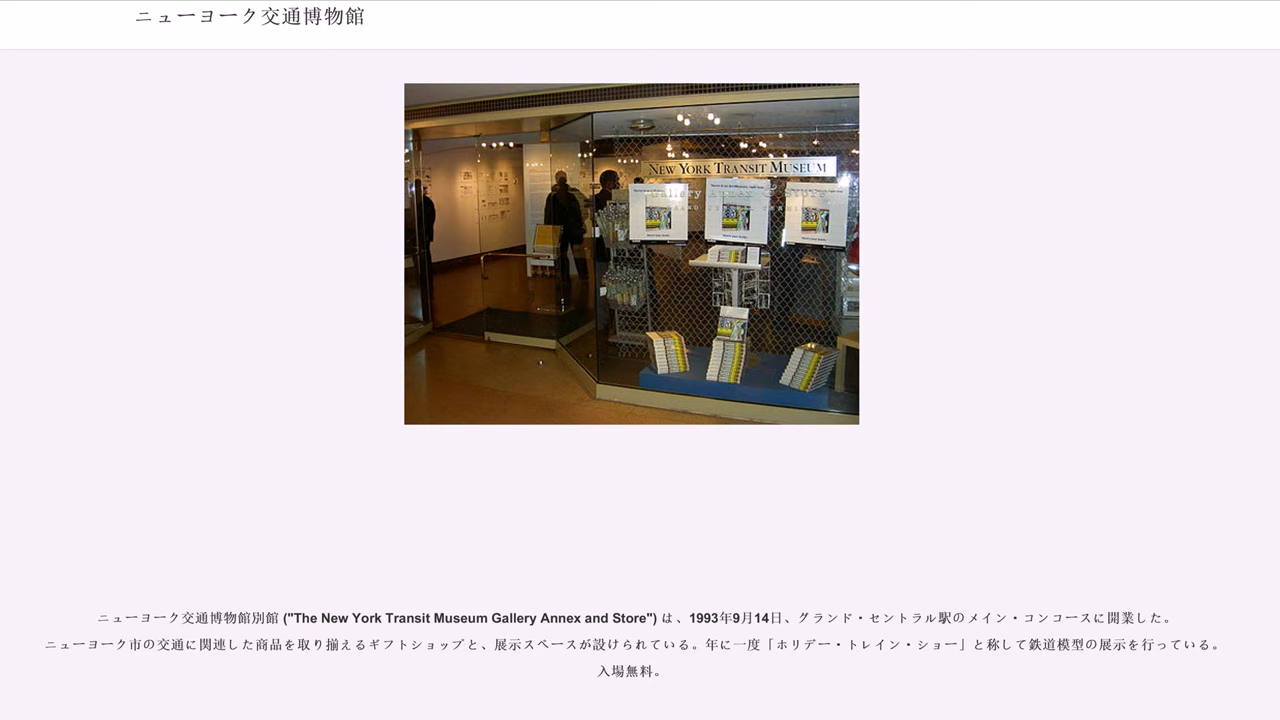 ニューヨーク交通博物館
NEW YORK TRANSIT MUSEUM
Gallery Annex & Store
ニューヨーク交通博物館別館 ("The New York Transit Museum Gallery Annex and Store") は、1993年9月14日、グランド・セントラル駅のメイン・コンコースに開業した。
ニューヨーク市の交通に関連した商品を取り揃えるギフトショップと、展示スペースが設けられている。年に一度「ホリデー・トレイン・ショー」と称して鉄道模型の展示を行っている。
入場無料。